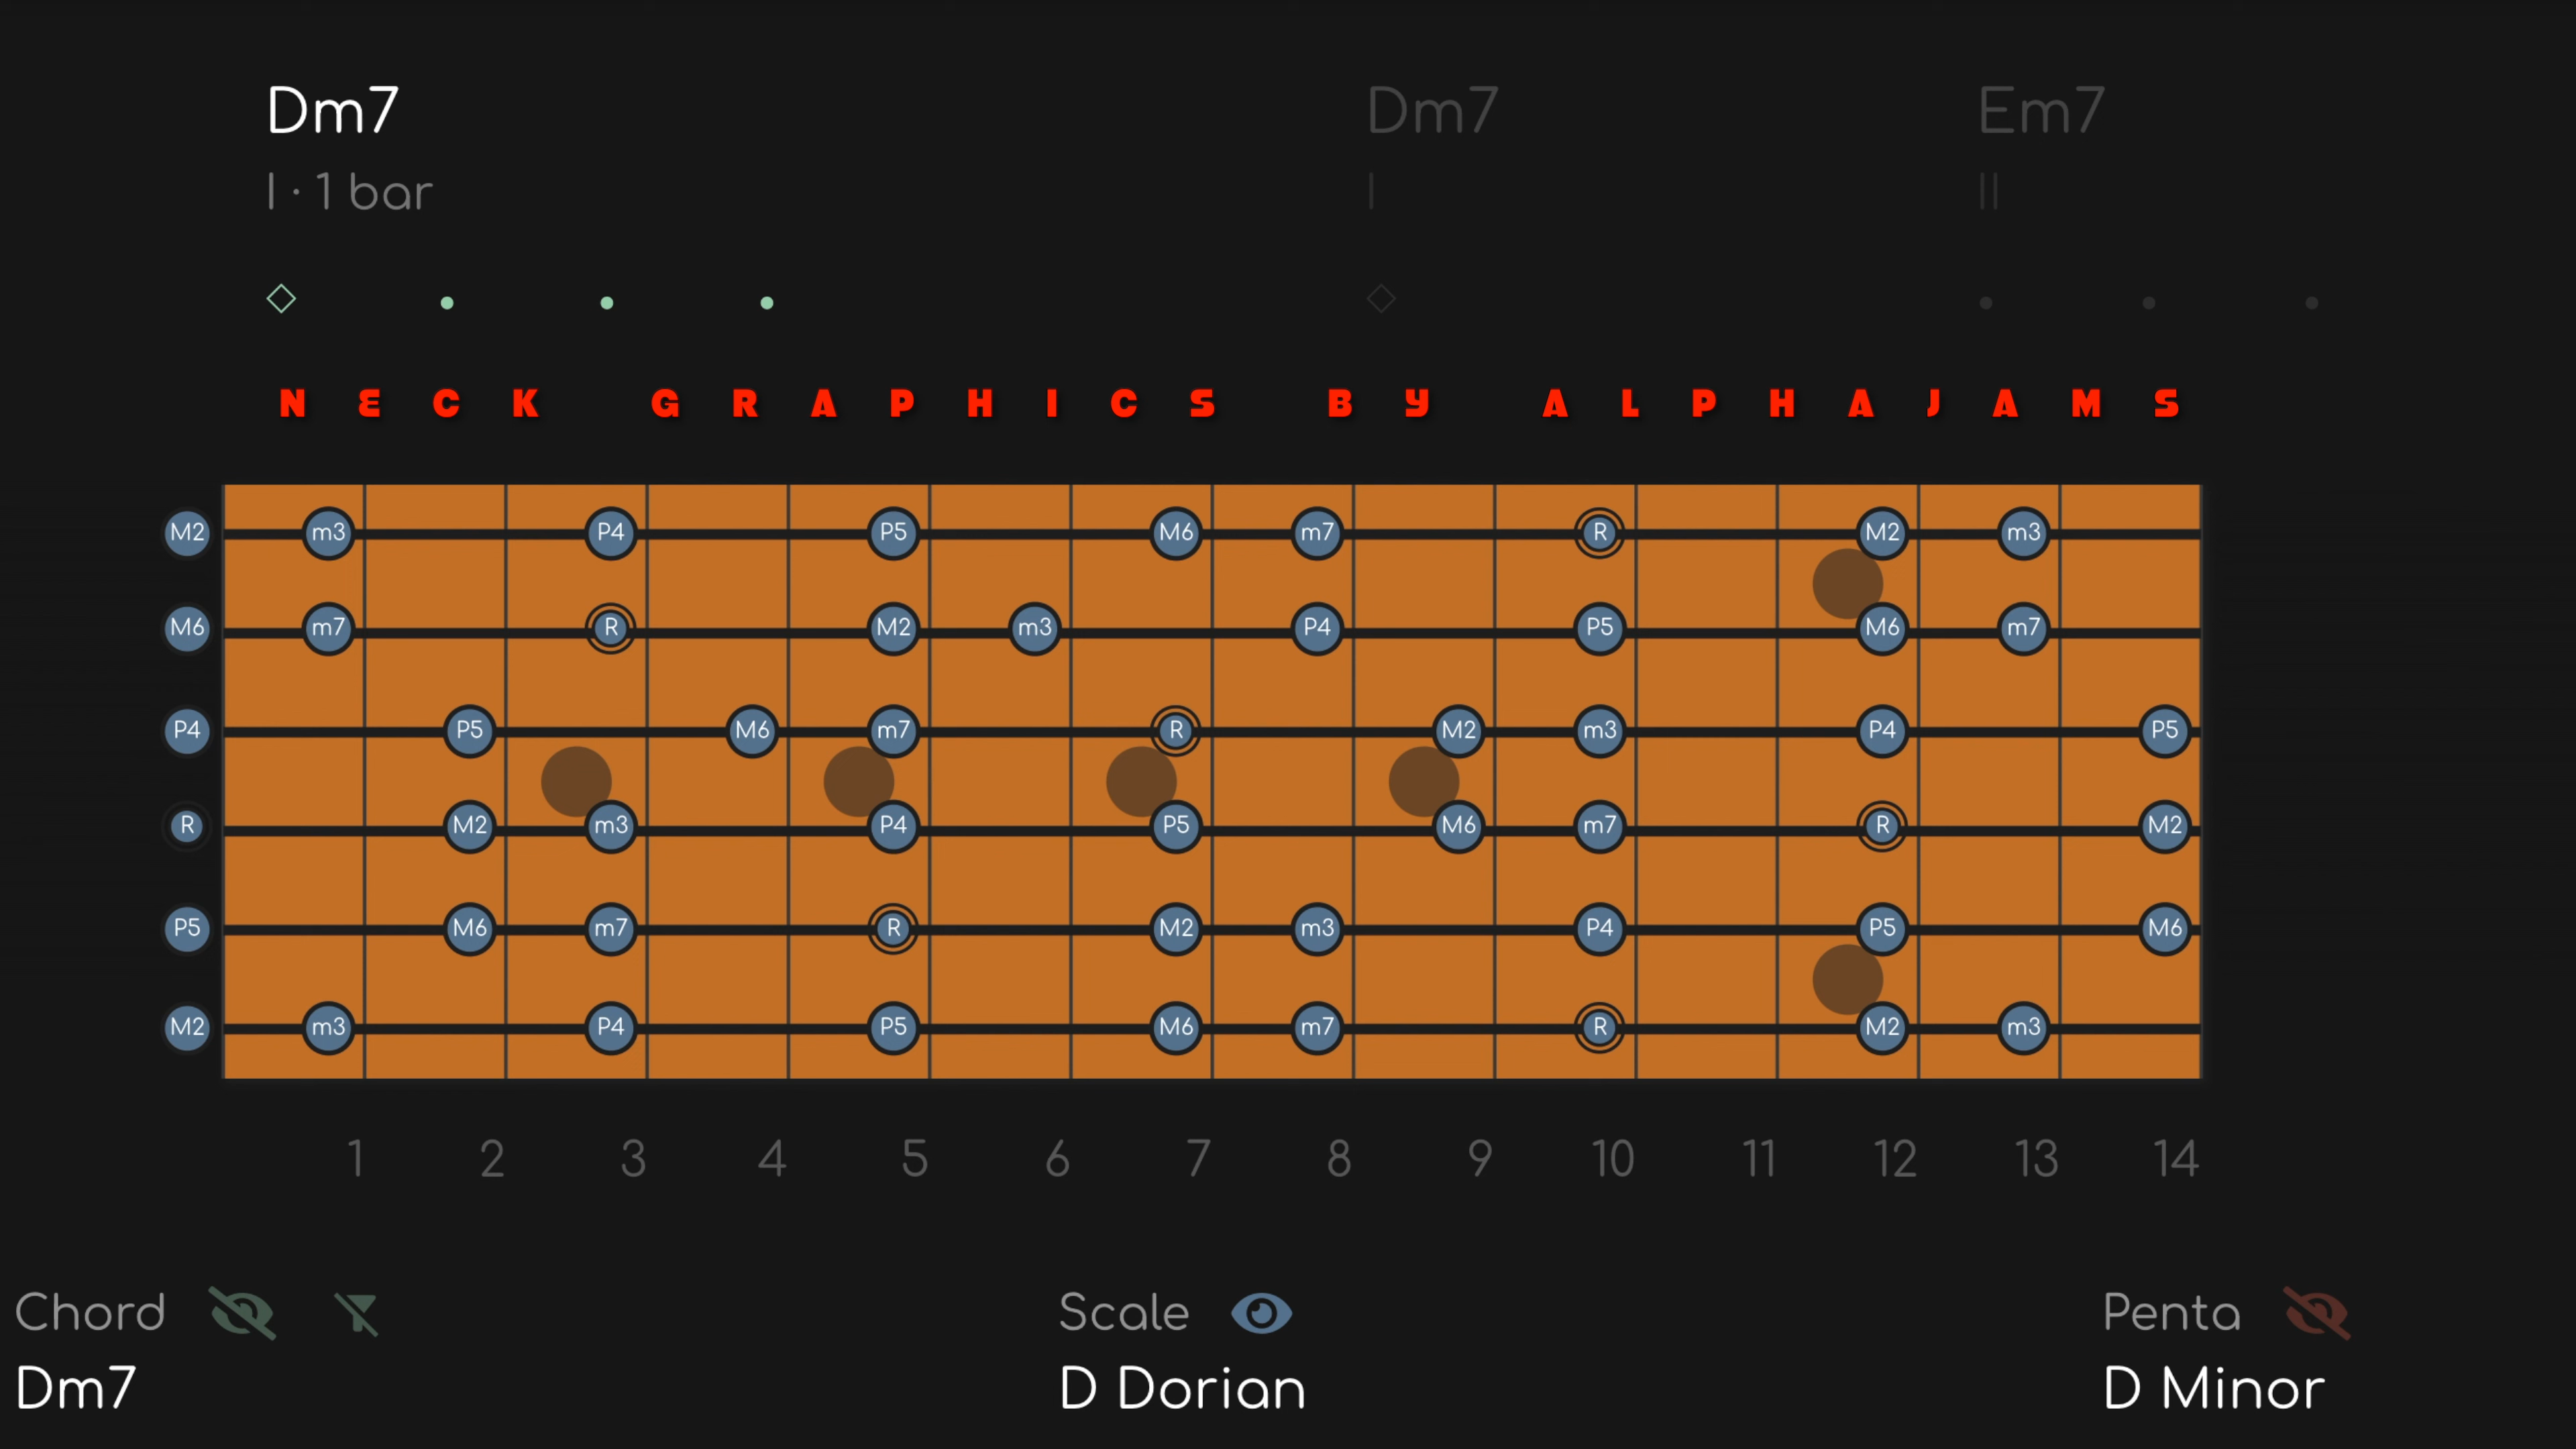 Dm7 Dm7 Em7
I · 1 bar I II
NECK GRAPHICS BY ALPHAJAMS
M2 m3 P4 P5 M6 m7 R M2 m3
M6 m7 R M2 m3 P4 P5 M6 m7
P4 P5 M6 m7 R M2 m3 P4 P5
R M2 m3 P4 P5 M6 m7 R M2
P5 M6 m7 R M2 m3 P4 P5 M6
M2 m3 P4 P5 M6 m7 R M2 m3
1 2 3 4 5 6 7 8 9 10 11 12 13 14
Chord Scale Penta
Dm7 D Dorian D Minor